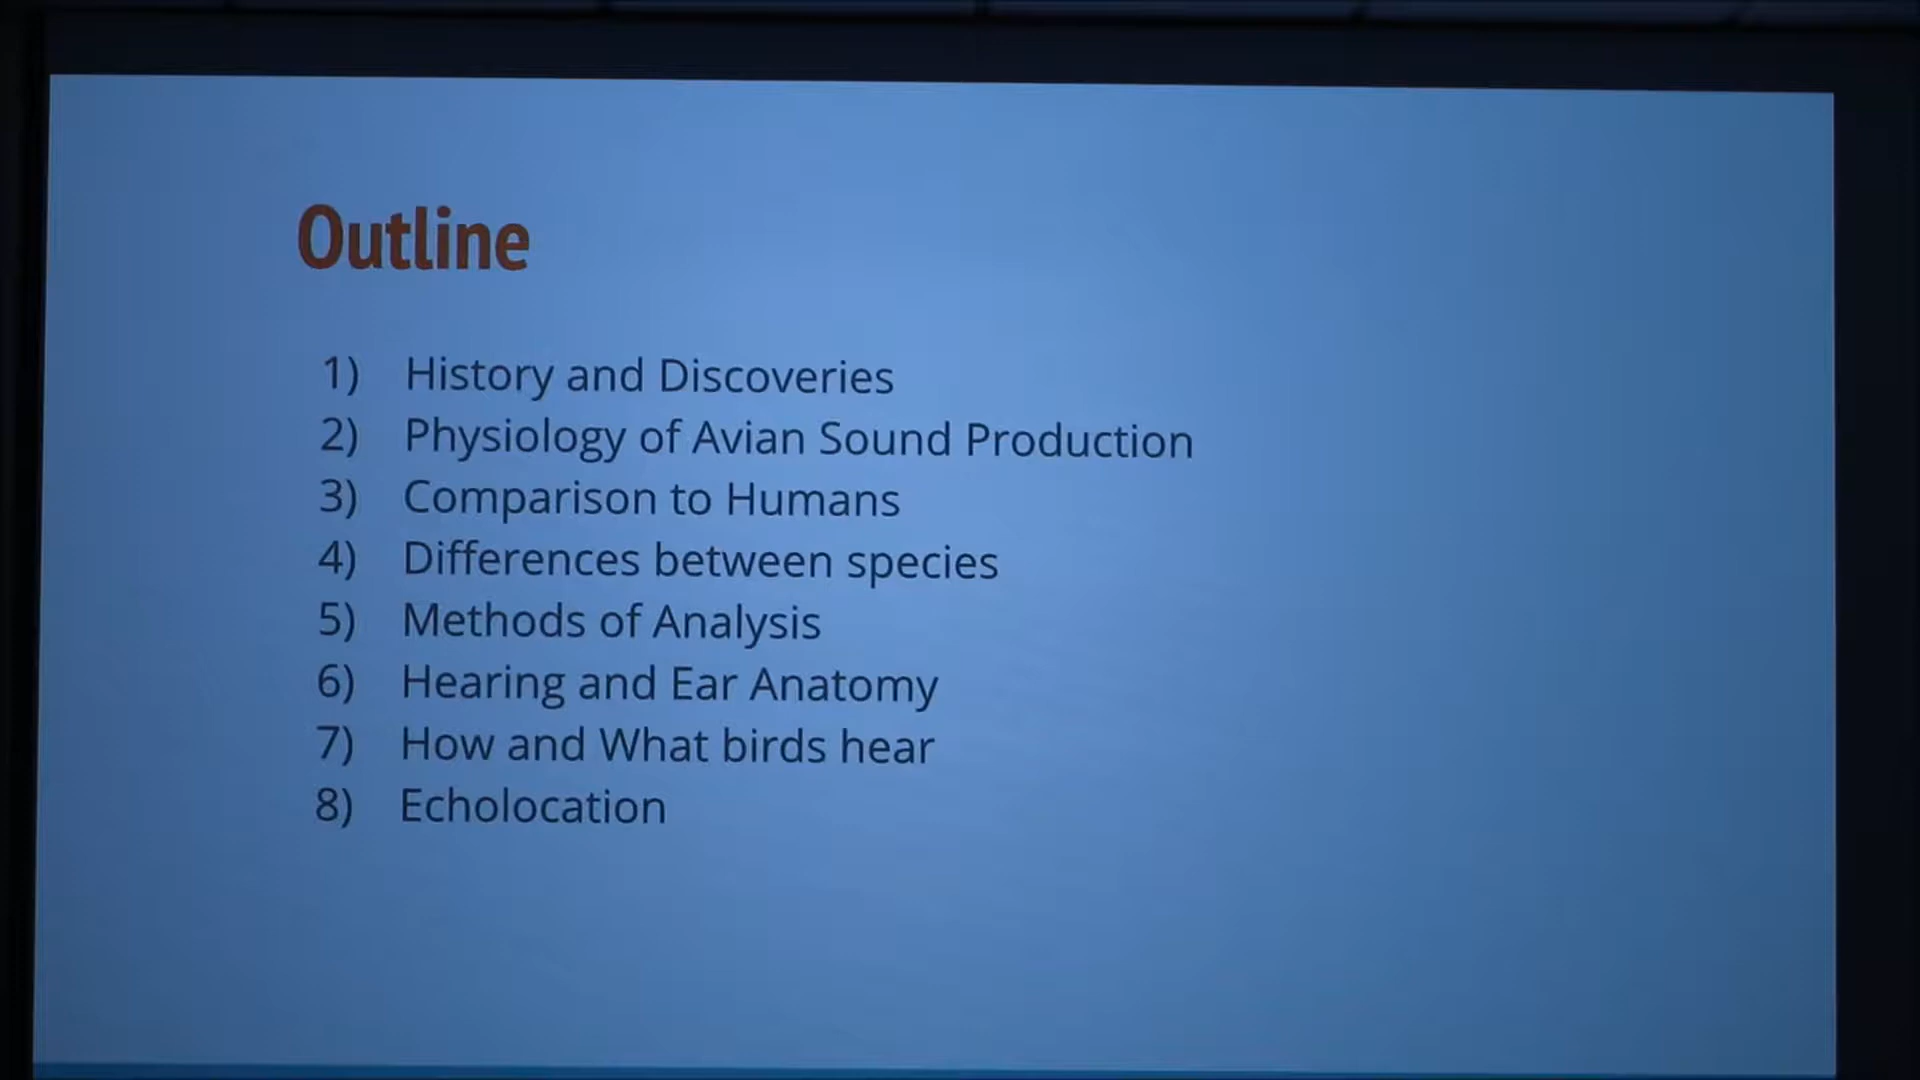 Outline
1) History and Discoveries
2) Physiology of Avian Sound Production
3) Comparison to Humans
4) Differences between species
5) Methods of Analysis
6) Hearing and Ear Anatomy
7) How and What birds hear
8) Echolocation